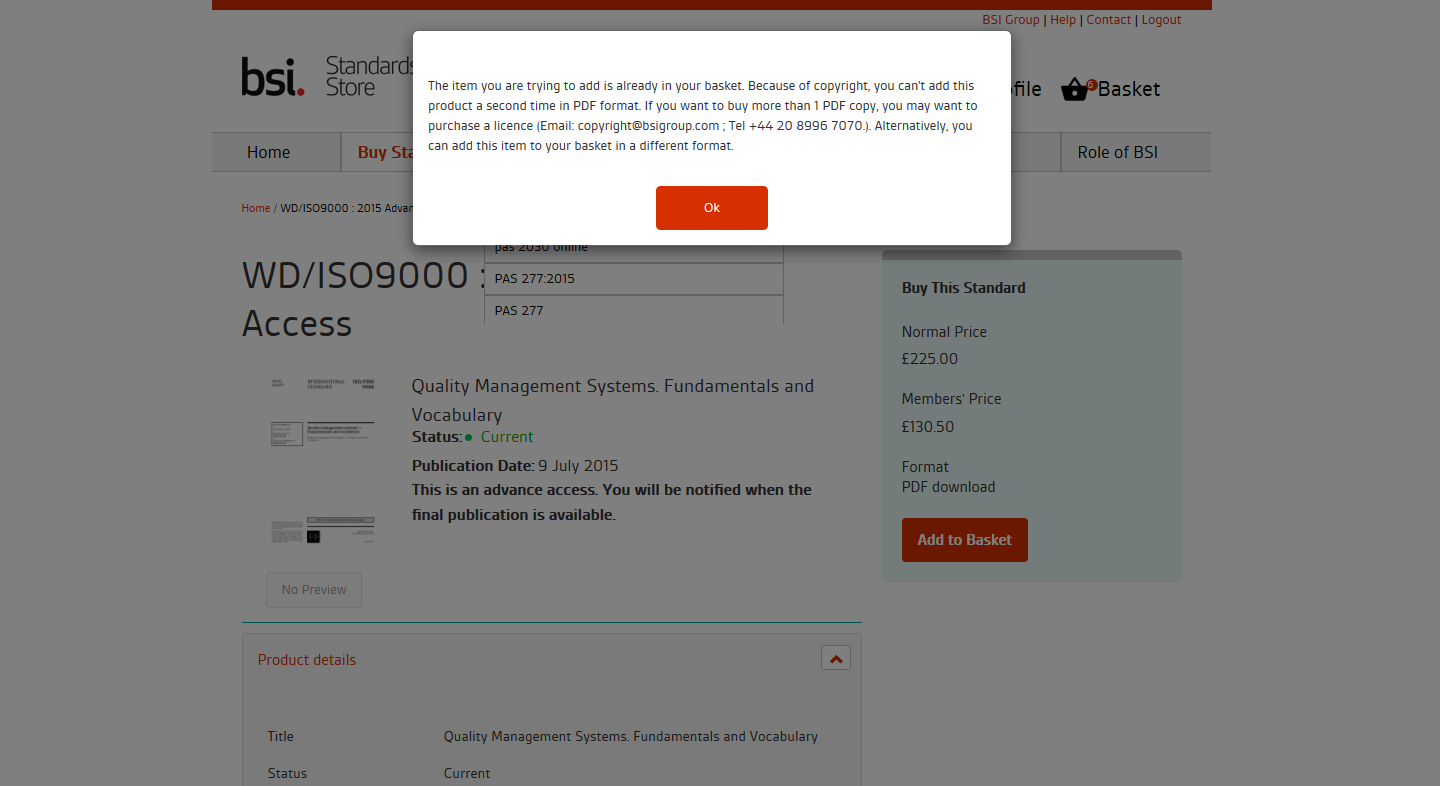 BSI Group | Help | Contact | Logout
bsi.
Standards
Store
file
6
Basket
The item you are trying to add is already in your basket. Because of copyright, you can't add this
product a second time in PDF format. If you want to buy more than 1 PDF copy, you may want to
purchase a licence (Email: copyright@bsigroup.com ; Tel +44 20 8996 7070.). Alternatively, you
can add this item to your basket in a different format.
Ok
Home
Buy Sta
Role of BSI
Home / WD/ISO9000 : 2015 Advan
pas 2030 online
PAS 277:2015
PAS 277
WD/ISO9000 :
Access
Buy This Standard
Normal Price
£225.00
Members' Price
£130.50
Format
PDF download
Add to Basket
INTERNATIONAL
STANDARD
Quality Management Systems. Fundamentals and
Vocabulary
Status: Current
Publication Date: 9 July 2015
This is an advance access. You will be notified when the
final publication is available.
No Preview
Product details
Title
Quality Management Systems. Fundamentals and Vocabulary
Status
Current